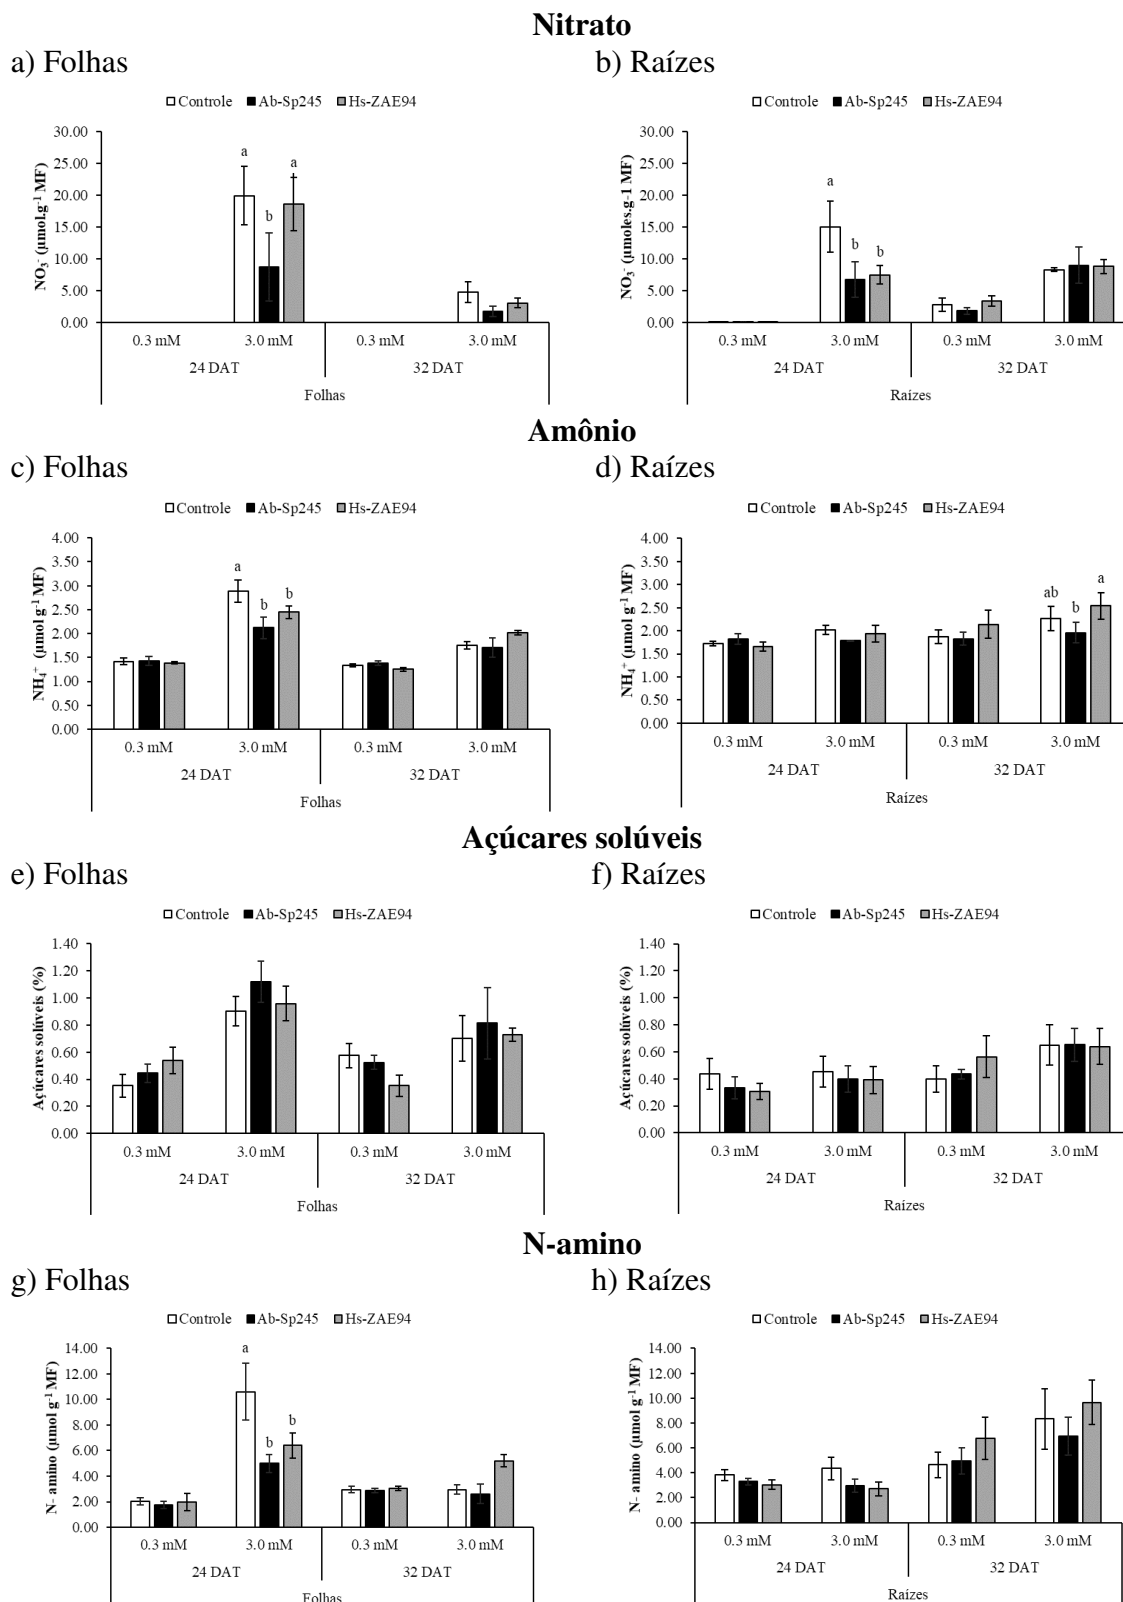 Nitrato
a) Folhas
b) Raízes
Controle Ab-Sp245 Hs-ZAE94
NO₃⁻ (µmol.g⁻¹ MF)
30.00
25.00
20.00
15.00
10.00
5.00
0.00
a
b
a
0.3 mM 3.0 mM 0.3 mM 3.0 mM
24 DAT 32 DAT
Folhas
Controle Ab-Sp245 Hs-ZAE94
NO₃⁻ (µmoles.g-1 MF)
30.00
25.00
20.00
15.00
10.00
5.00
0.00
a
b b
0.3 mM 3.0 mM 0.3 mM 3.0 mM
24 DAT 32 DAT
Raízes
Amônio
c) Folhas
d) Raízes
Controle Ab-Sp245 Hs-ZAE94
NH₄⁺ (µmol g⁻¹ MF)
4.00
3.50
3.00
2.50
2.00
1.50
1.00
0.50
0.00
a
b b
0.3 mM 3.0 mM 0.3 mM 3.0 mM
24 DAT 32 DAT
Folhas
Controle Ab-Sp245 Hs-ZAE94
NH₄⁺ (µmol g⁻¹ MF)
4.00
3.50
3.00
2.50
2.00
1.50
1.00
0.50
0.00
ab b a
0.3 mM 3.0 mM 0.3 mM 3.0 mM
24 DAT 32 DAT
Raízes
Açúcares solúveis
e) Folhas
f) Raízes
Controle Ab-Sp245 Hs-ZAE94
Açúcares solúveis (%)
1.40
1.20
1.00
0.80
0.60
0.40
0.20
0.00
0.3 mM 3.0 mM 0.3 mM 3.0 mM
24 DAT 32 DAT
Folhas
Controle Ab-Sp245 Hs-ZAE94
Açúcares solúveis (%)
1.40
1.20
1.00
0.80
0.60
0.40
0.20
0.00
0.3 mM 3.0 mM 0.3 mM 3.0 mM
24 DAT 32 DAT
Raízes
N-amino
g) Folhas
h) Raízes
Controle Ab-Sp245 Hs-ZAE94
N- amino (µmol g⁻¹ MF)
14.00
12.00
10.00
8.00
6.00
4.00
2.00
0.00
a
b b
0.3 mM 3.0 mM 0.3 mM 3.0 mM
24 DAT 32 DAT
Folhas
Controle Ab-Sp245 Hs-ZAE94
N- amino (µmol g⁻¹ MF)
14.00
12.00
10.00
8.00
6.00
4.00
2.00
0.00
0.3 mM 3.0 mM 0.3 mM 3.0 mM
24 DAT 32 DAT
Raízes